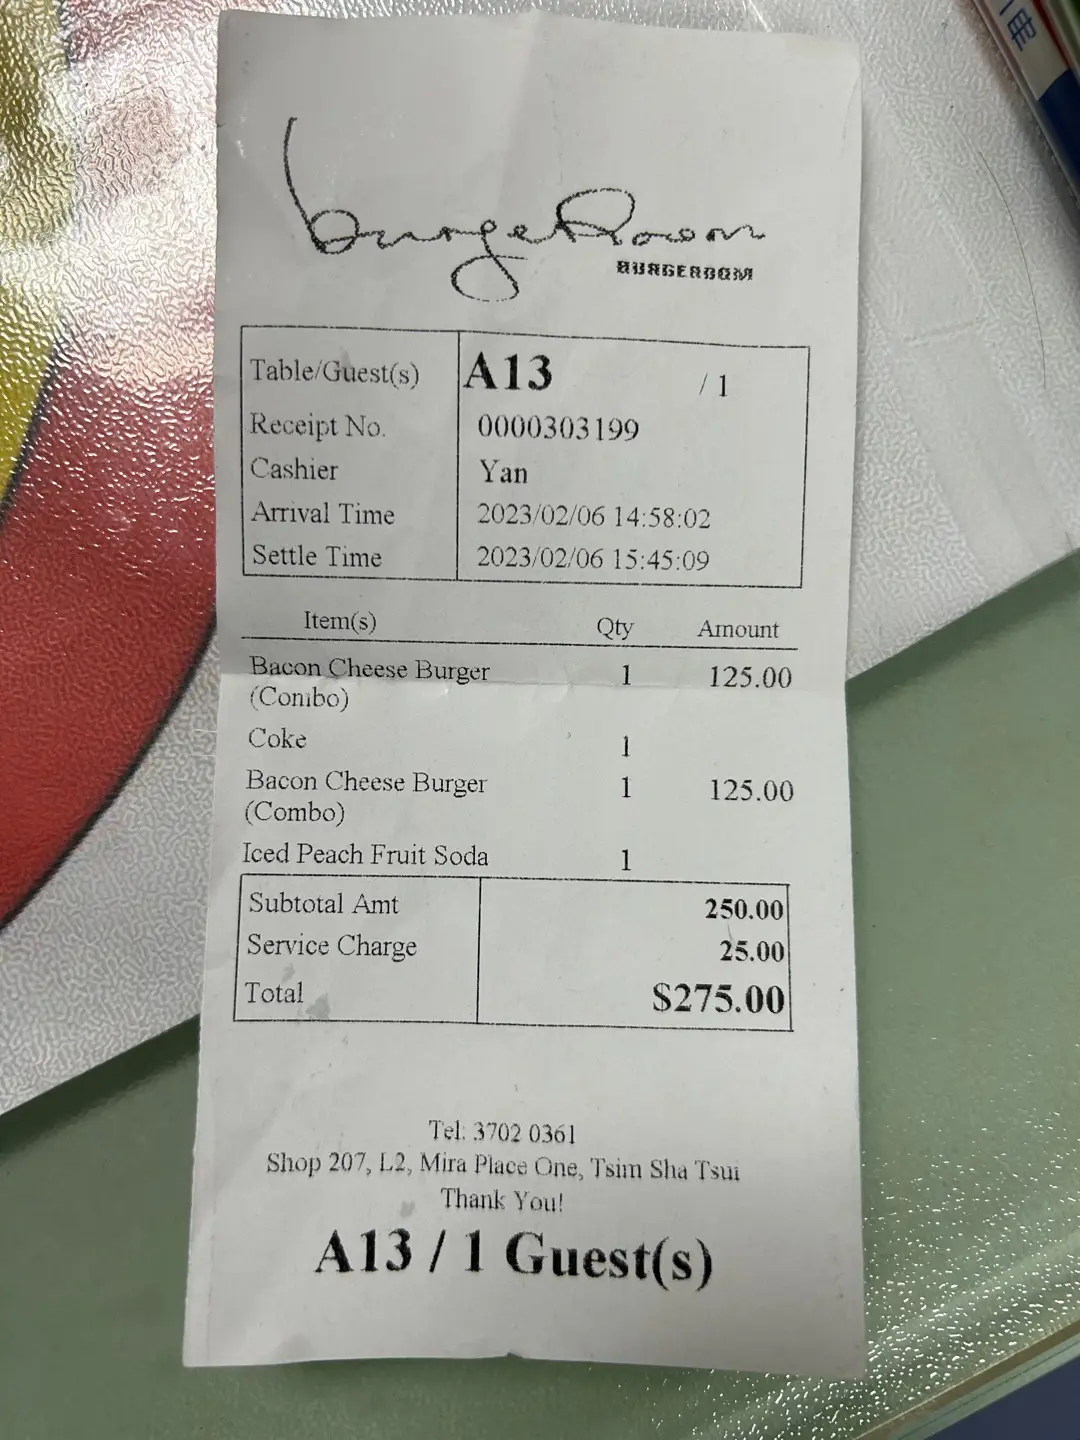 burgeRoom
BURGEROOM
Table/Guest(s) A13 / 1
Receipt No. 0000303199
Cashier Yan
Arrival Time 2023/02/06 14:58:02
Settle Time 2023/02/06 15:45:09
Item(s) Qty Amount
Bacon Cheese Burger 1 125.00
(Combo)
Coke 1
Bacon Cheese Burger 1 125.00
(Combo)
Iced Peach Fruit Soda 1
Subtotal Amt 250.00
Service Charge 25.00
Total $275.00
Tel: 3702 0361
Shop 207, L2, Mira Place One, Tsim Sha Tsui
Thank You!
A13 / 1 Guest(s)